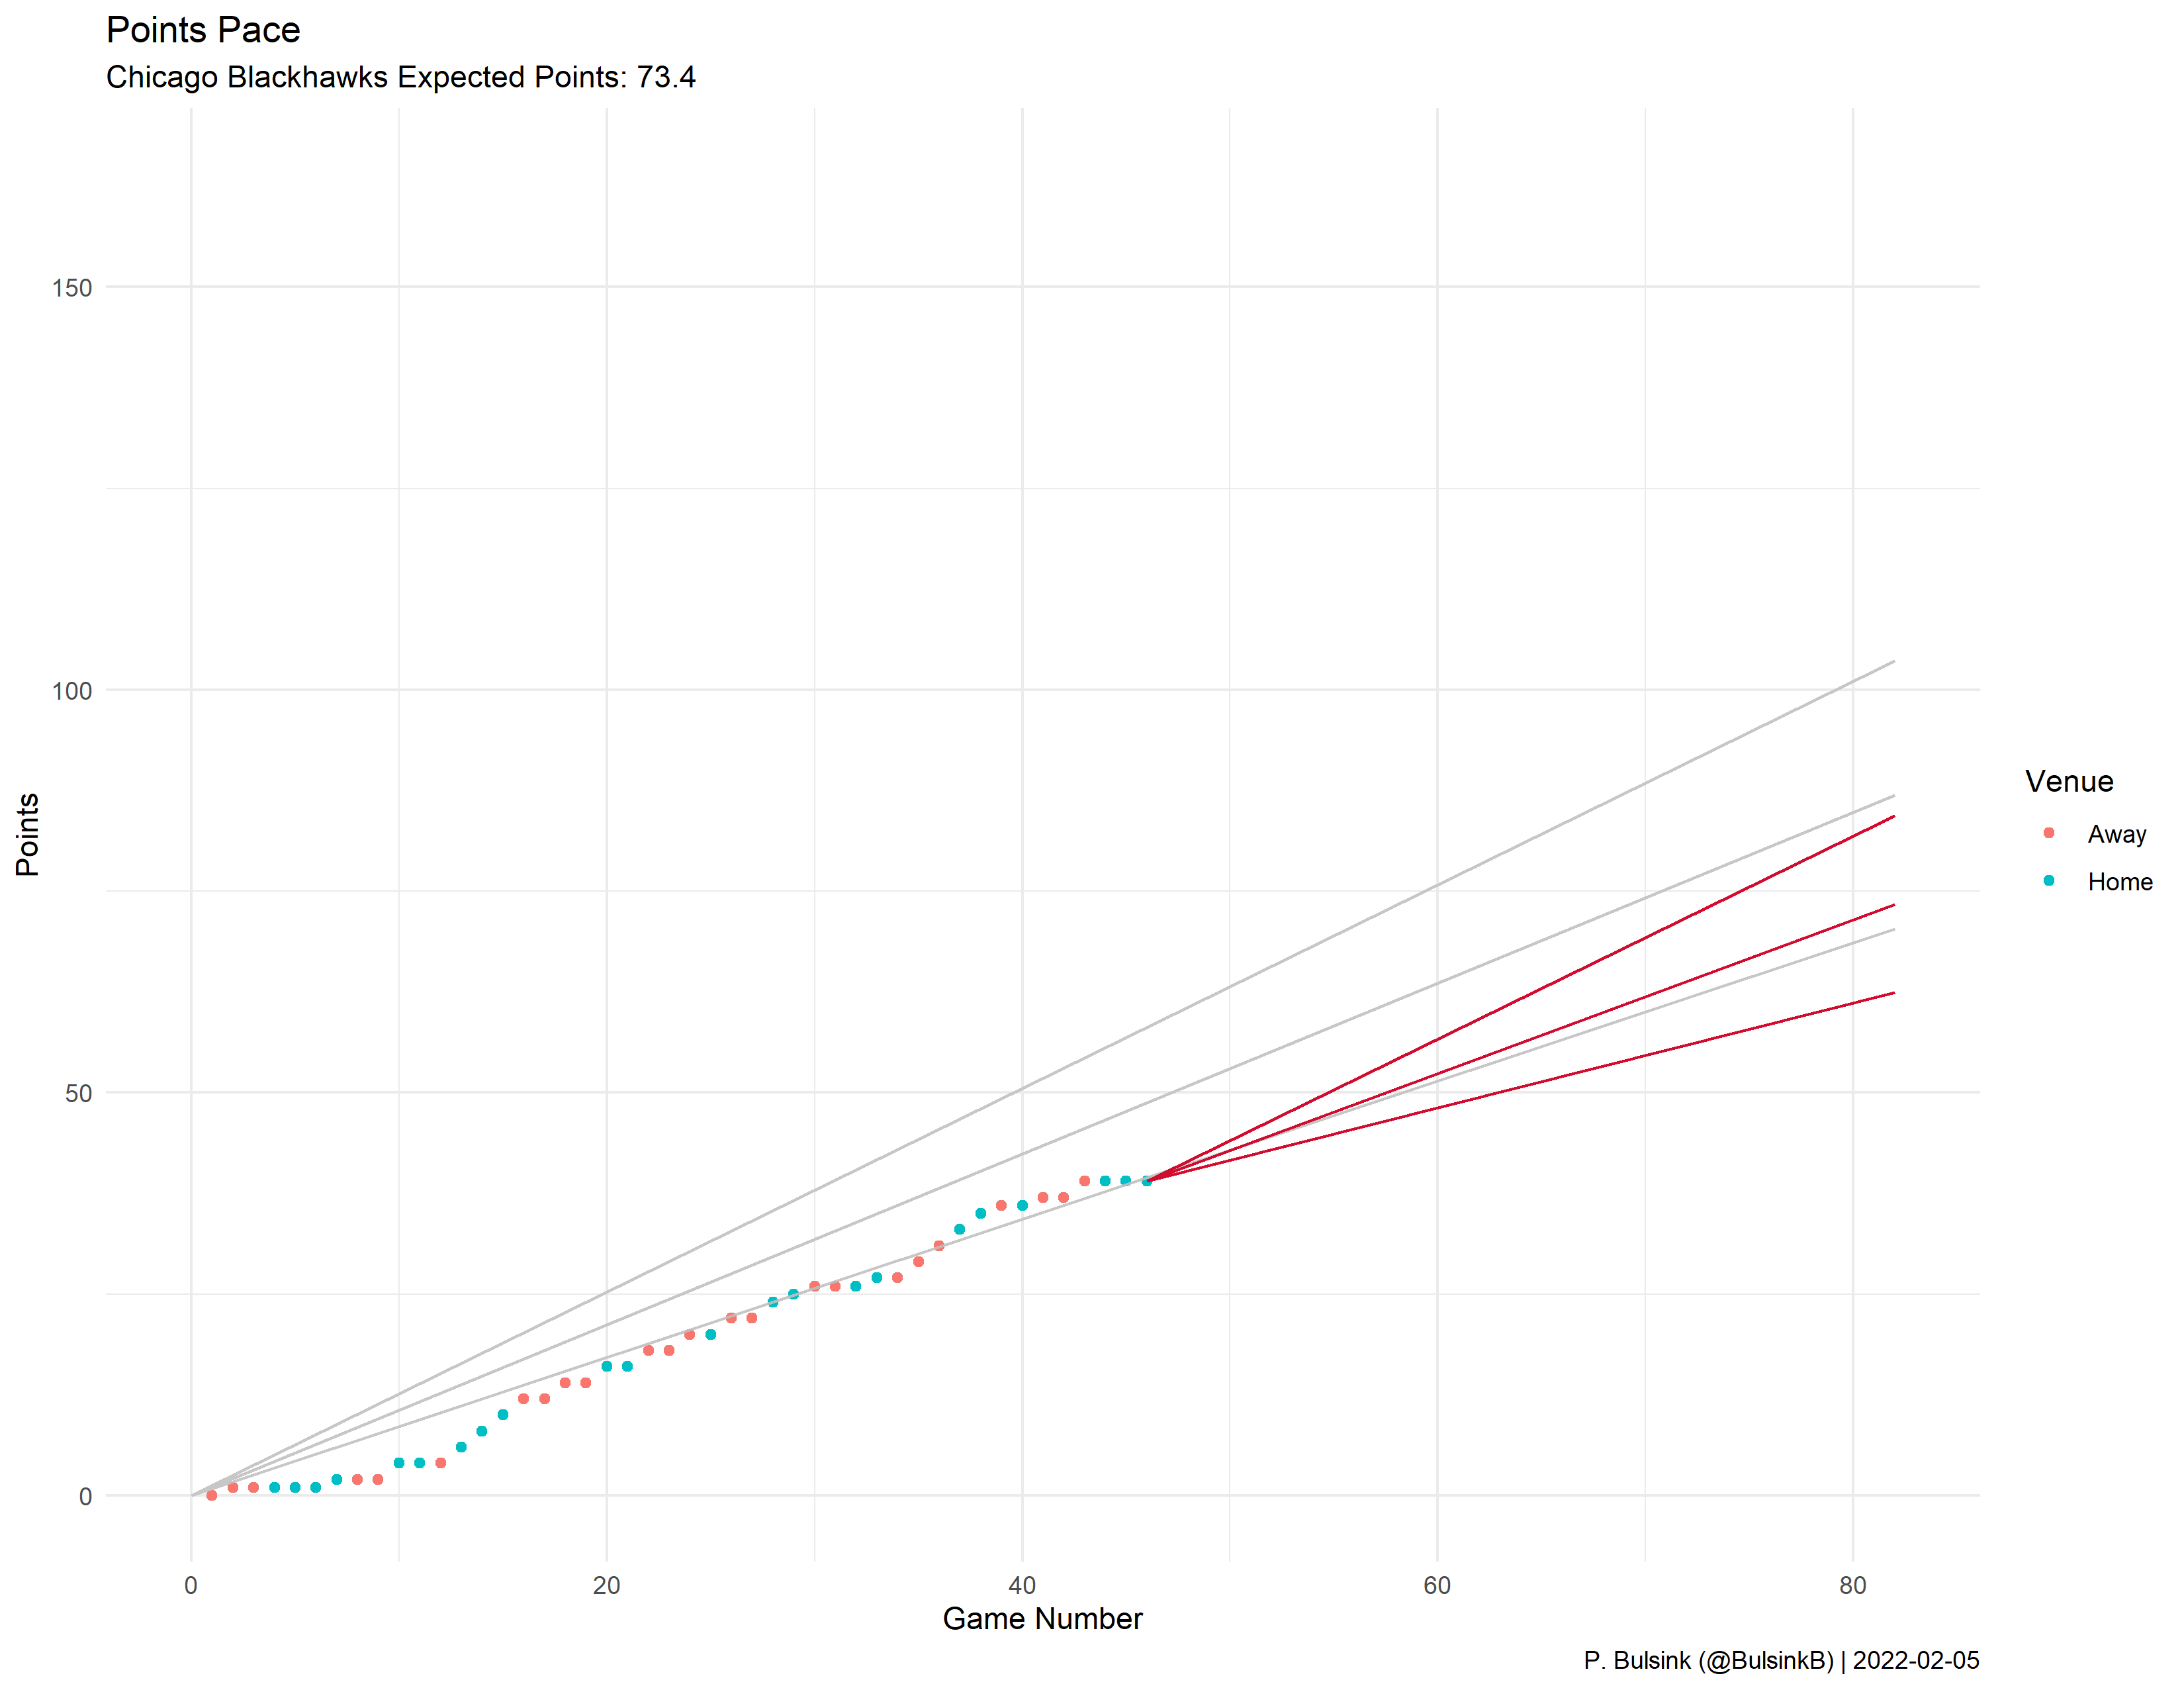 Points Pace
Chicago Blackhawks Expected Points: 73.4
150
100
50
0
Points
0 20 40 60 80
Game Number
Venue
Away
Home
P. Bulsink (@BulsinkB) | 2022-02-05